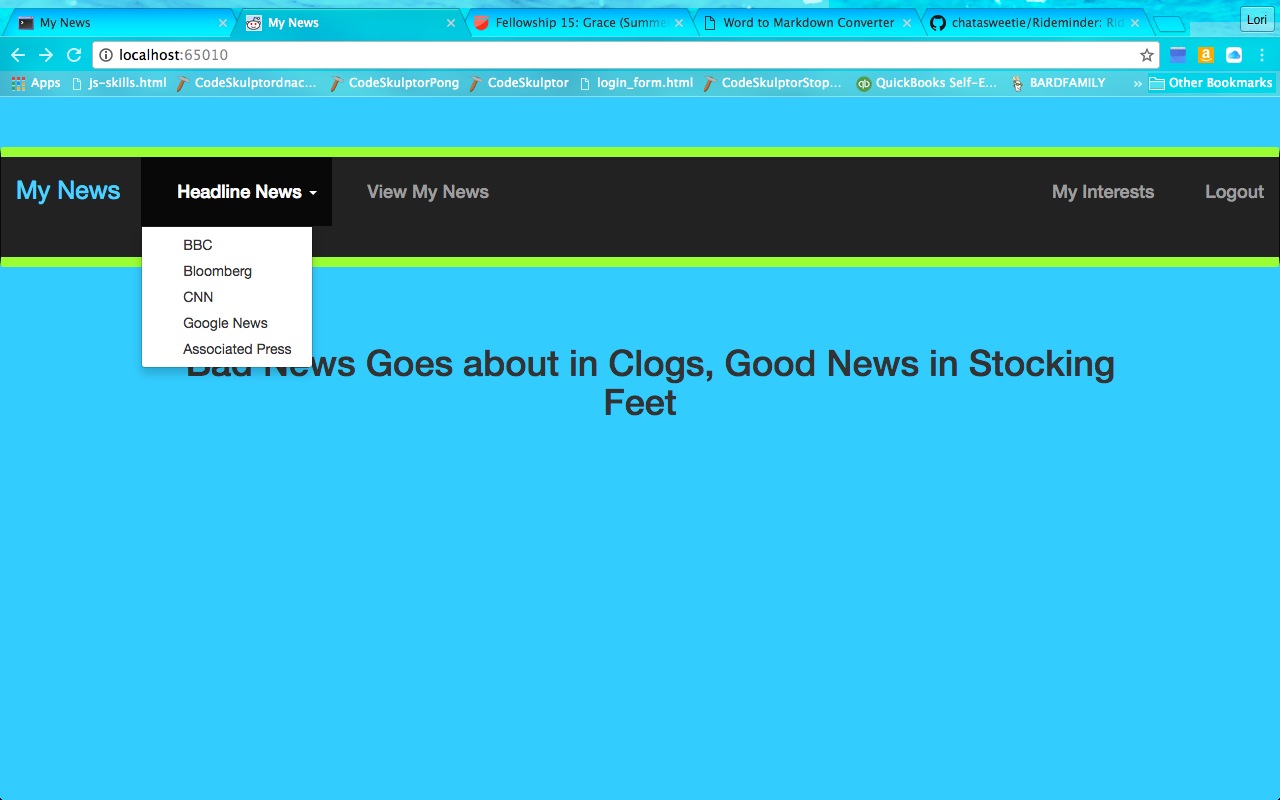 My News
My News
Fellowship 15: Grace (Summe
Word to Markdown Converter
chatasweetie/Rideminder: Rid
Lori
localhost:65010
Apps
js-skills.html
CodeSkulptordnac...
CodeSkulptorPong
CodeSkulptor
login_form.html
CodeSkulptorStop...
QuickBooks Self-E...
BARDFAMILY
»
Other Bookmarks
My News
Headline News
View My News
My Interests
Logout
BBC
Bloomberg
CNN
Google News
Associated Press
Bad News Goes about in Clogs, Good News in Stocking
Feet